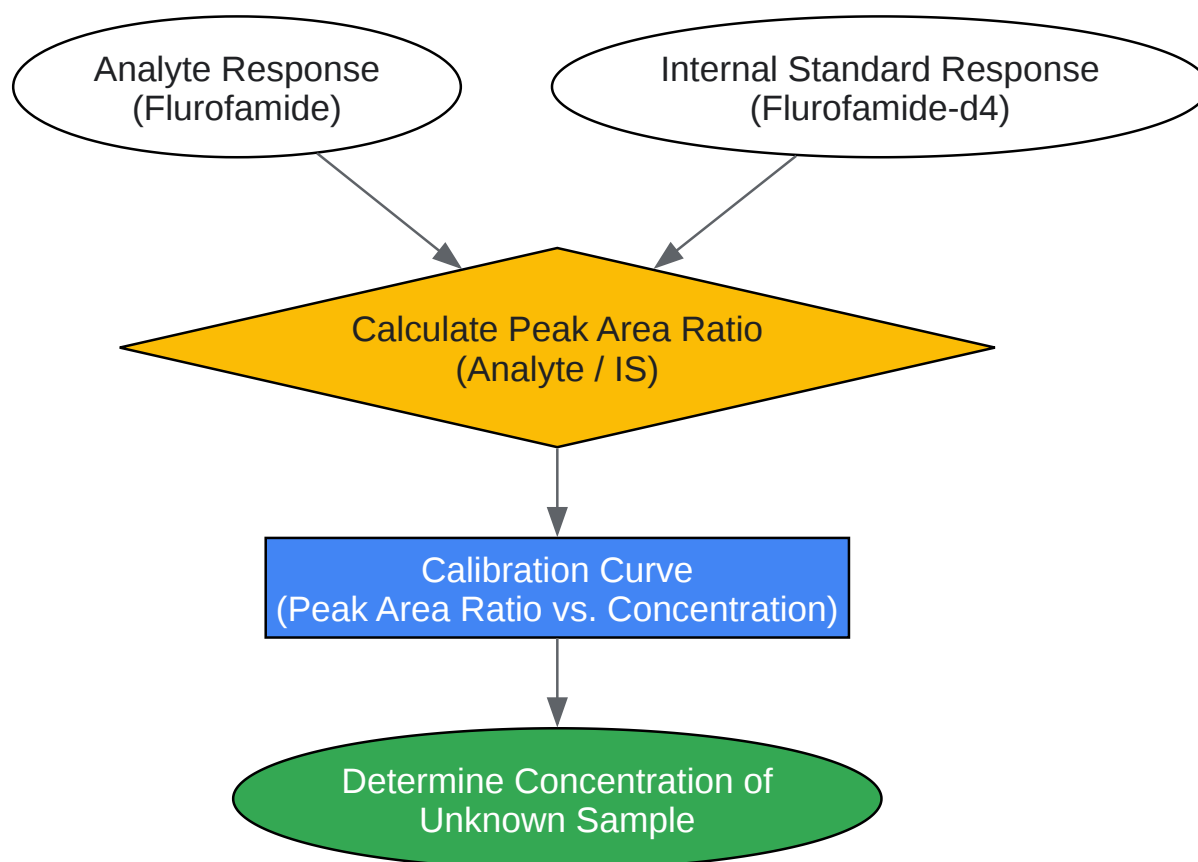 Analyte Response
(Flurofamide)
Internal Standard Response
(Flurofamide-d4)
Calculate Peak Area Ratio
(Analyte / IS)
Calibration Curve
(Peak Area Ratio vs. Concentration)
Determine Concentration of
Unknown Sample